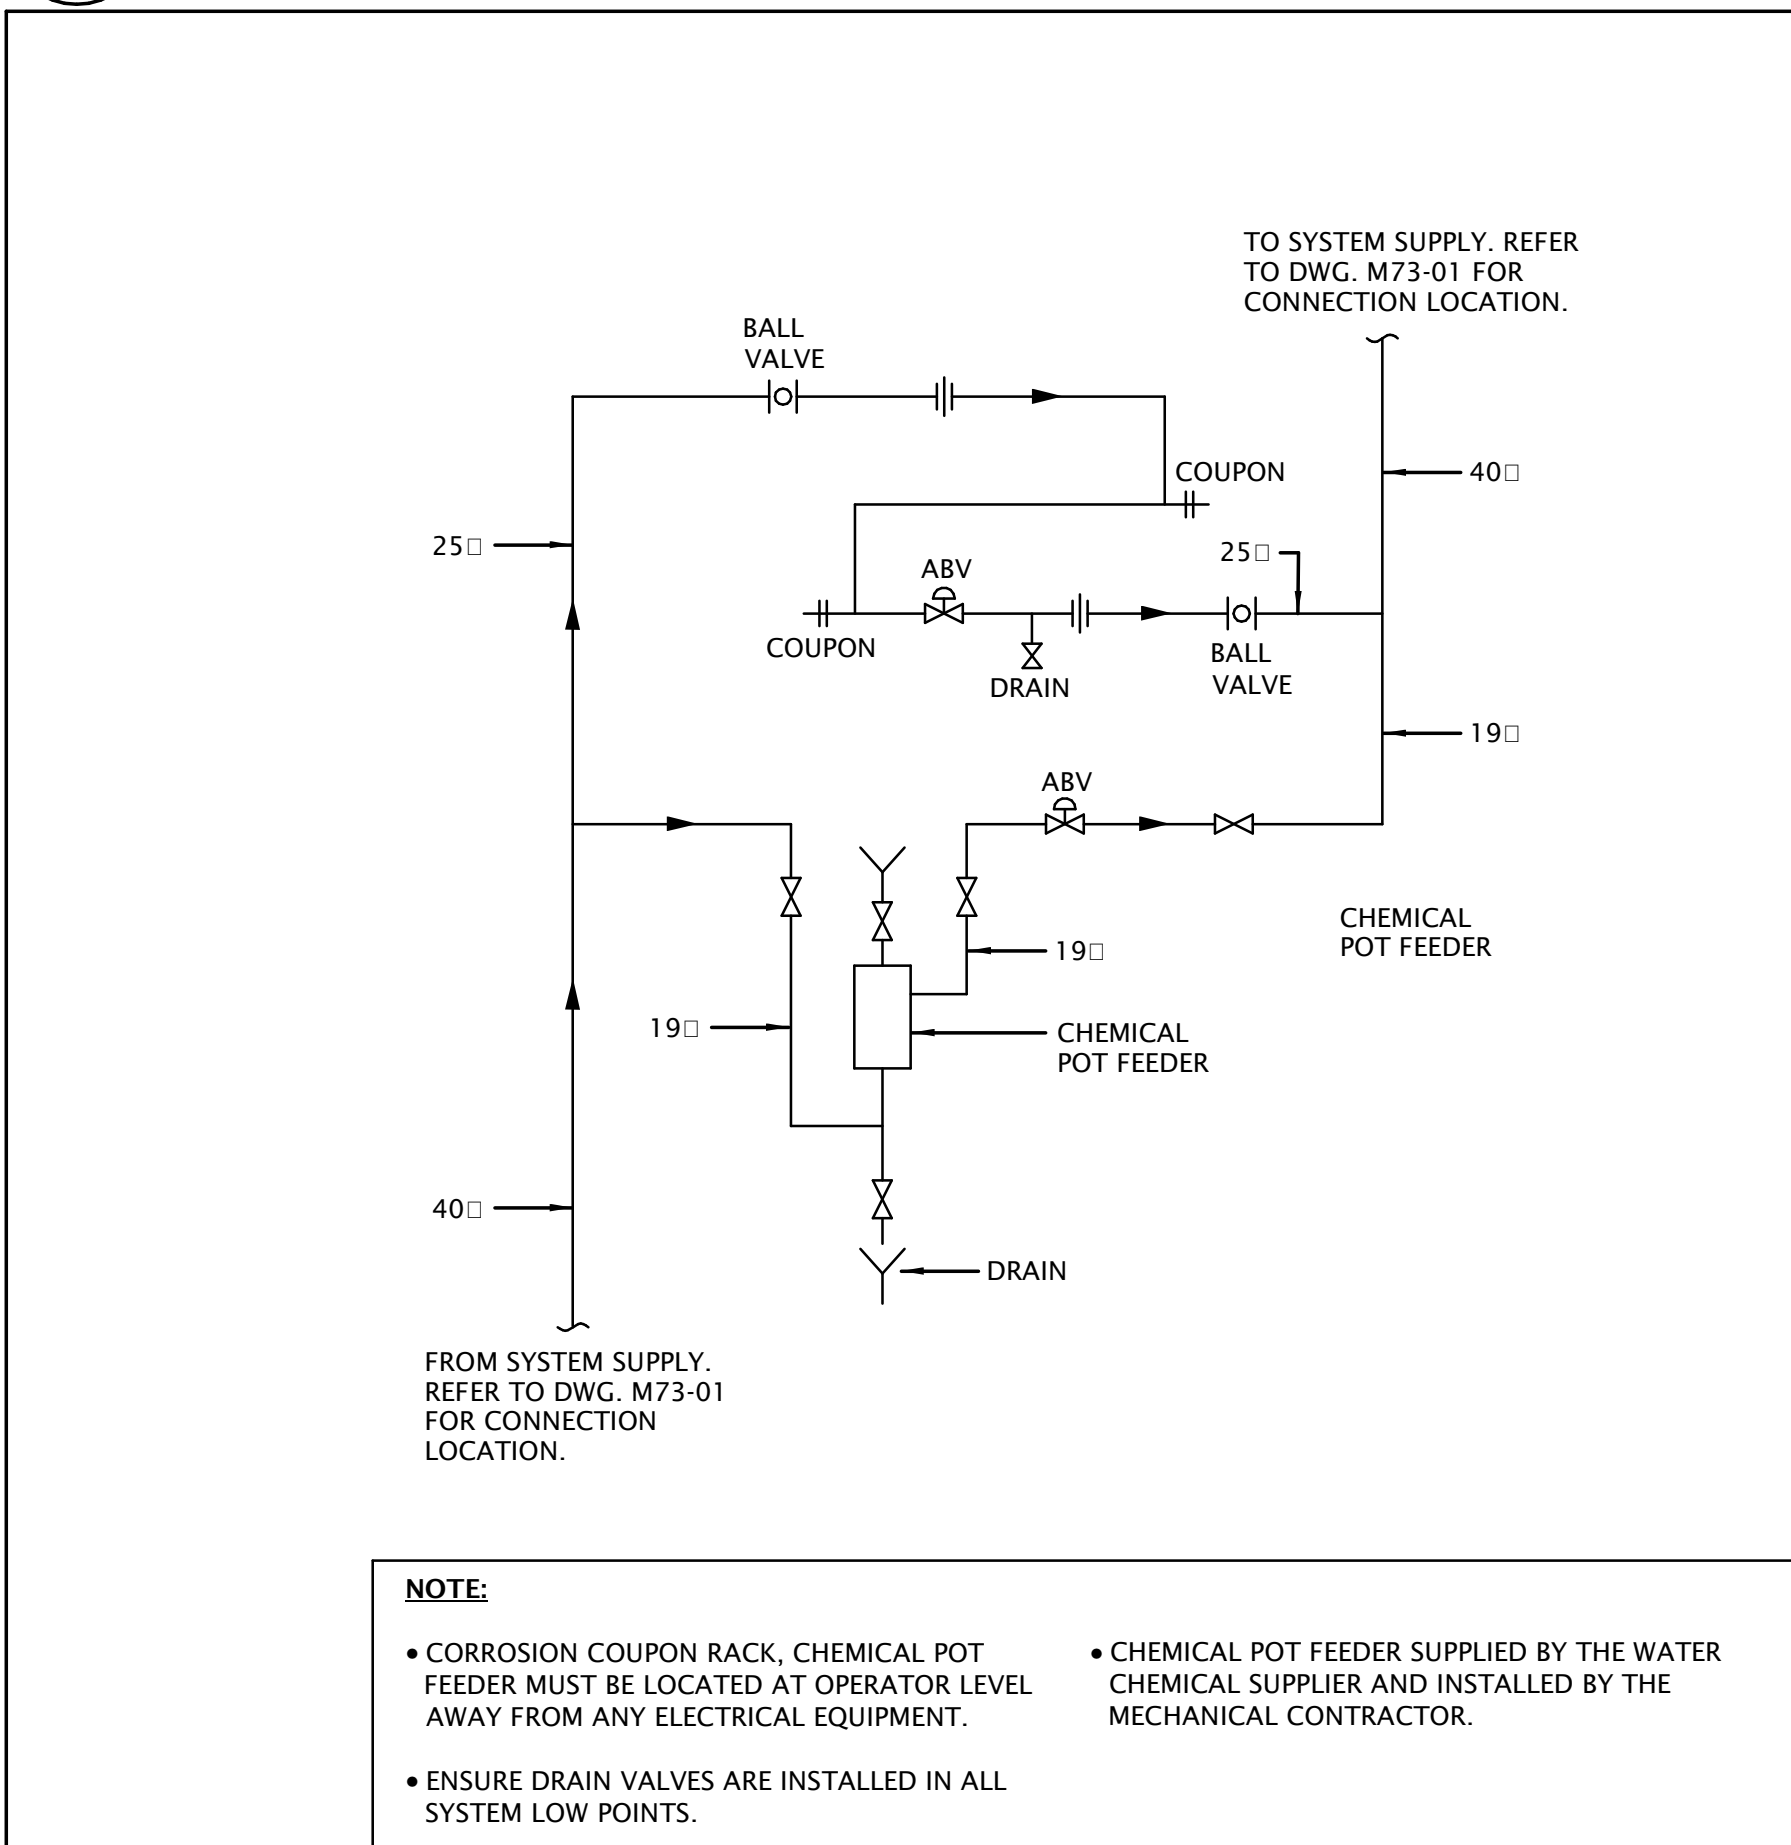 TO SYSTEM SUPPLY. REFER
TO DWG. M73-01 FOR
CONNECTION LOCATION.
BALL
VALVE
COUPON
40□
25□
ABV
25□
COUPON
DRAIN
BALL
VALVE
19□
ABV
CHEMICAL
POT FEEDER
19□
19□
CHEMICAL
POT FEEDER
40□
DRAIN
FROM SYSTEM SUPPLY.
REFER TO DWG. M73-01
FOR CONNECTION
LOCATION.
NOTE:
• CORROSION COUPON RACK, CHEMICAL POT
FEEDER MUST BE LOCATED AT OPERATOR LEVEL
AWAY FROM ANY ELECTRICAL EQUIPMENT.
• ENSURE DRAIN VALVES ARE INSTALLED IN ALL
SYSTEM LOW POINTS.
• CHEMICAL POT FEEDER SUPPLIED BY THE WATER
CHEMICAL SUPPLIER AND INSTALLED BY THE
MECHANICAL CONTRACTOR.